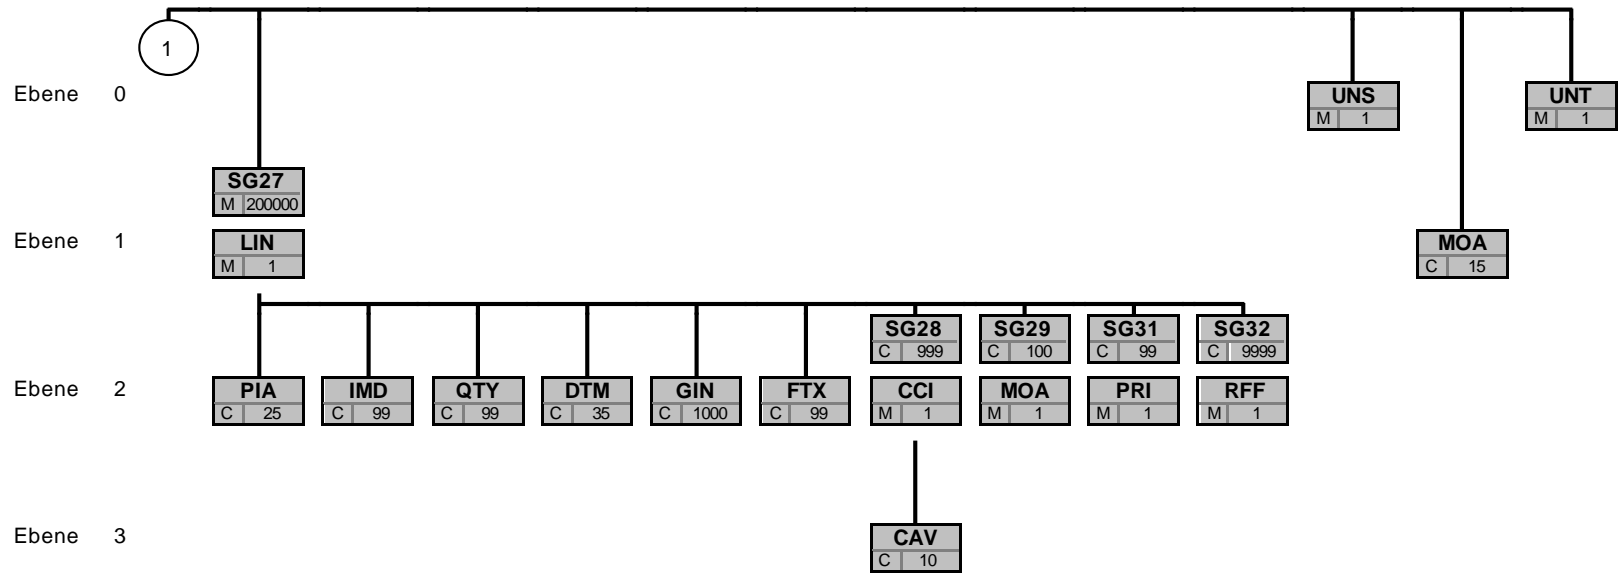 1
Ebene 0
UNS
M 1
UNT
M 1
SG27
M 200000
Ebene 1
LIN
M 1
MOA
C 15
SG28
C 999
SG29
C 100
SG31
C 99
SG32
C 9999
Ebene 2
PIA
C 25
IMD
C 99
QTY
C 99
DTM
C 35
GIN
C 1000
FTX
C 99
CCI
M 1
MOA
M 1
PRI
M 1
RFF
M 1
Ebene 3
CAV
C 10